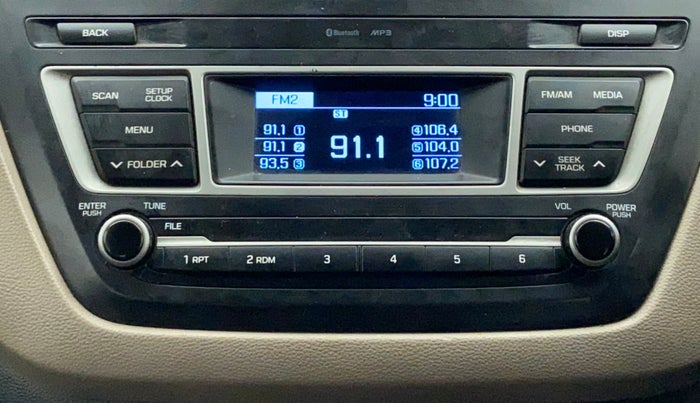 BACK
Bluetooth MP3
DISP
SCAN
SETUP CLOCK
MENU
FOLDER
FM2
9:00
ST
91.1 1
91.1 2
93.5 3
91.1
4 106.4
5 104.0
6 107.2
FM/AM
MEDIA
PHONE
SEEK TRACK
ENTER PUSH
TUNE
FILE
VOL
POWER PUSH
1 RPT
2 RDM
3
4
5
6